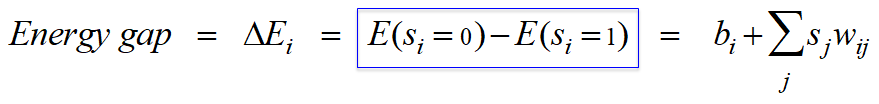 Energy gap = ΔE_i = E(s_i = 0) − E(s_i = 1) = b_i + ∑_j s_j w_ij